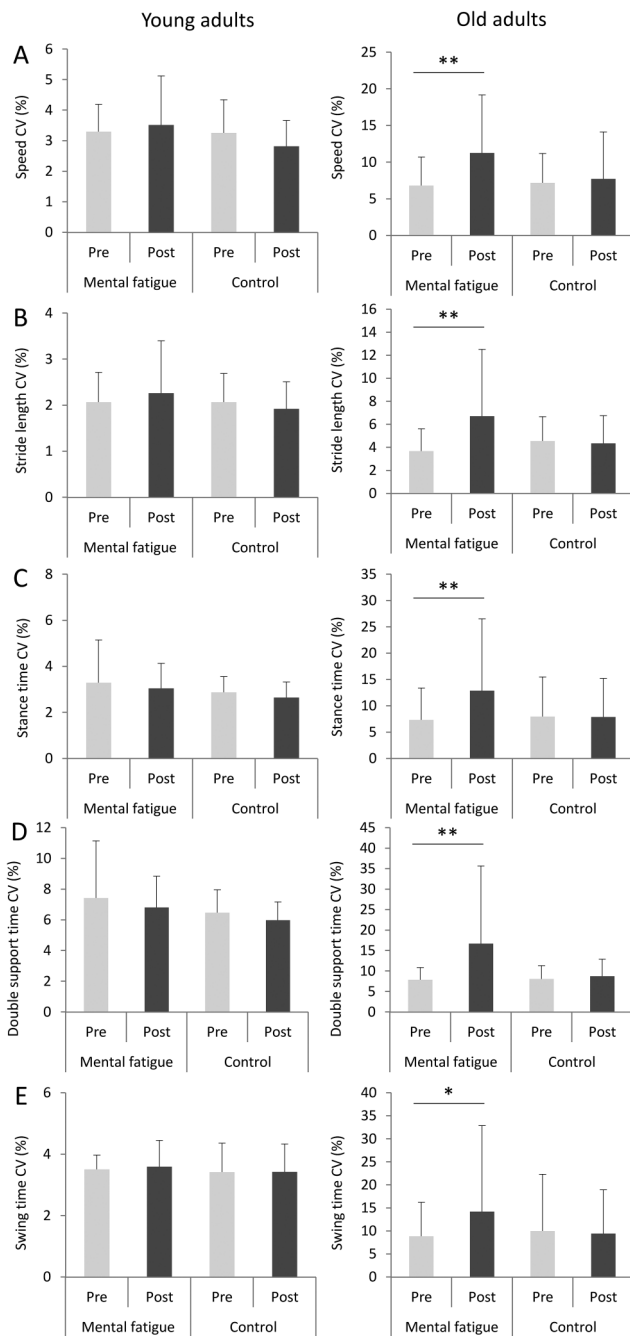 Young adults
Old adults
A
Speed CV (%)
6
5
4
3
2
1
0
Pre Post Pre Post
Mental fatigue Control
Speed CV (%)
25
20
15
10
5
0
**
Pre Post Pre Post
Mental fatigue Control
B
Stride length CV (%)
4
3
2
1
0
Pre Post Pre Post
Mental fatigue Control
Stride length CV (%)
16
14
12
10
8
6
4
2
0
**
Pre Post Pre Post
Mental fatigue Control
C
Stance time CV (%)
8
6
4
2
0
Pre Post Pre Post
Mental fatigue Control
Stance time CV (%)
35
30
25
20
15
10
5
0
**
Pre Post Pre Post
Mental fatigue Control
D
Double support time CV (%)
12
10
8
6
4
2
0
Pre Post Pre Post
Mental fatigue Control
Double support time CV (%)
45
40
35
30
25
20
15
10
5
0
**
Pre Post Pre Post
Mental fatigue Control
E
Swing time CV (%)
6
4
2
0
Pre Post Pre Post
Mental fatigue Control
Swing time CV (%)
40
35
30
25
20
15
10
5
0
*
Pre Post Pre Post
Mental fatigue Control